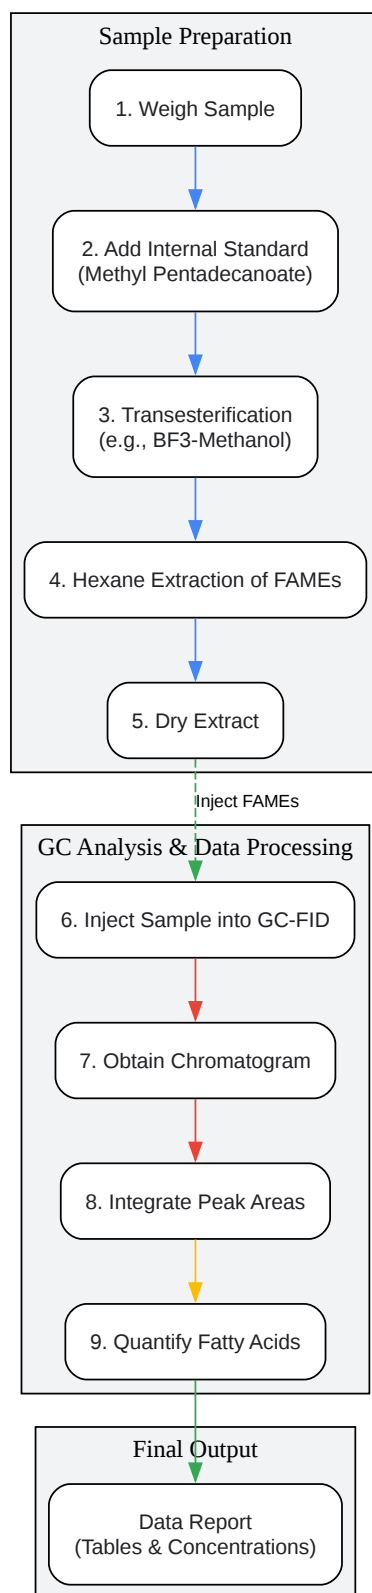 Sample Preparation
1. Weigh Sample
2. Add Internal Standard
(Methyl Pentadecanoate)
3. Transesterification
(e.g., BF3-Methanol)
4. Hexane Extraction of FAMEs
5. Dry Extract
Inject FAMEs
GC Analysis & Data Processing
6. Inject Sample into GC-FID
7. Obtain Chromatogram
8. Integrate Peak Areas
9. Quantify Fatty Acids
Final Output
Data Report
(Tables & Concentrations)